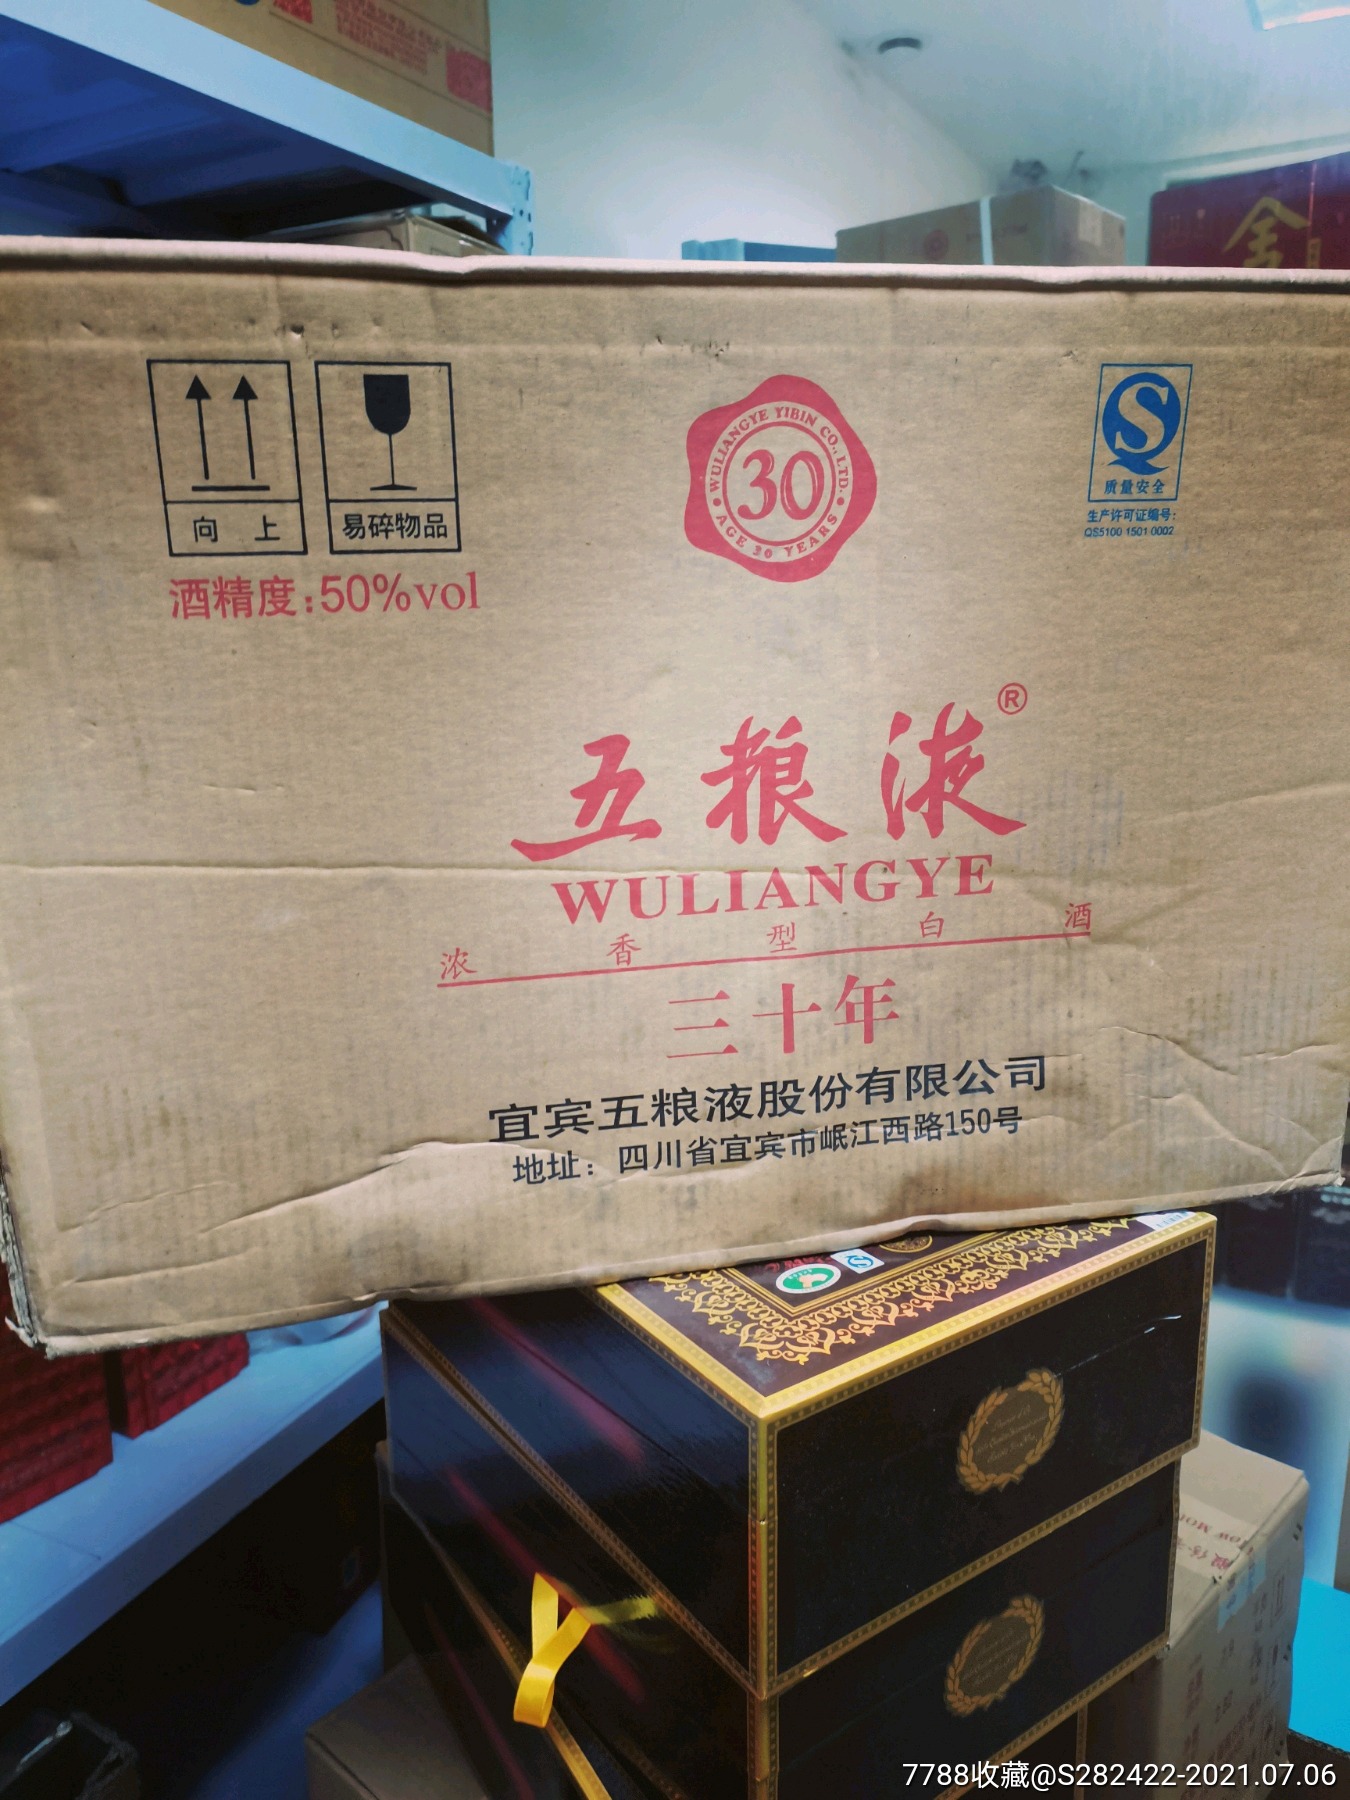 金
向 上
易碎物品
酒精度:50%vol
WULIANGYE YIBIN CO., LTD.
30
AGE 30 YEARS
S
质量安全
生产许可证编号:
QS5100 1501 0002
五粮液®
WULIANGYE
浓香型白酒
三十年
宜宾五粮液股份有限公司
地址：四川省宜宾市岷江西路150号
7788收藏@S282422-2021.07.06